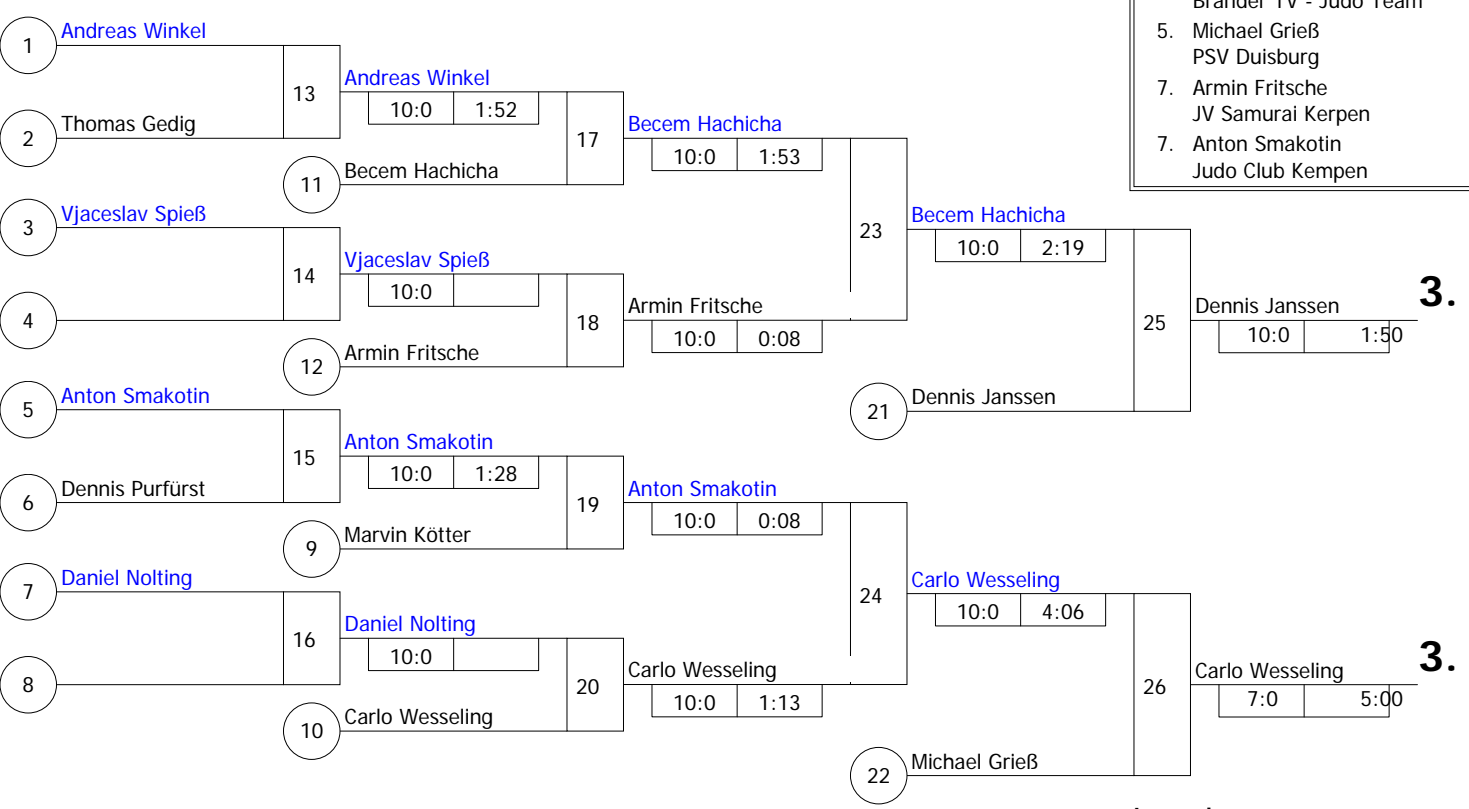 Brander TV - Judo Team
5. Michael Grieß
PSV Duisburg
7. Armin Fritsche
JV Samurai Kerpen
7. Anton Smakotin
Judo Club Kempen
1 Andreas Winkel
13
Andreas Winkel
10:0 1:52
2 Thomas Gedig
17
Becem Hachicha
10:0 1:53
11 Becem Hachicha
3 Vjaceslav Spieß
23
Becem Hachicha
10:0 2:19
14
Vjaceslav Spieß
10:0
4
18
Armin Fritsche
10:0 0:08
12 Armin Fritsche
25
Dennis Janssen
10:0 1:50
3.
5 Anton Smakotin
21 Dennis Janssen
15
Anton Smakotin
10:0 1:28
6 Dennis Purfürst
19
Anton Smakotin
10:0 0:08
9 Marvin Kötter
7 Daniel Nolting
24
Carlo Wesseling
10:0 4:06
16
Daniel Nolting
10:0
8
20
Carlo Wesseling
10:0 1:13
10 Carlo Wesseling
26
Carlo Wesseling
7:0 5:00
3.
22 Michael Grieß